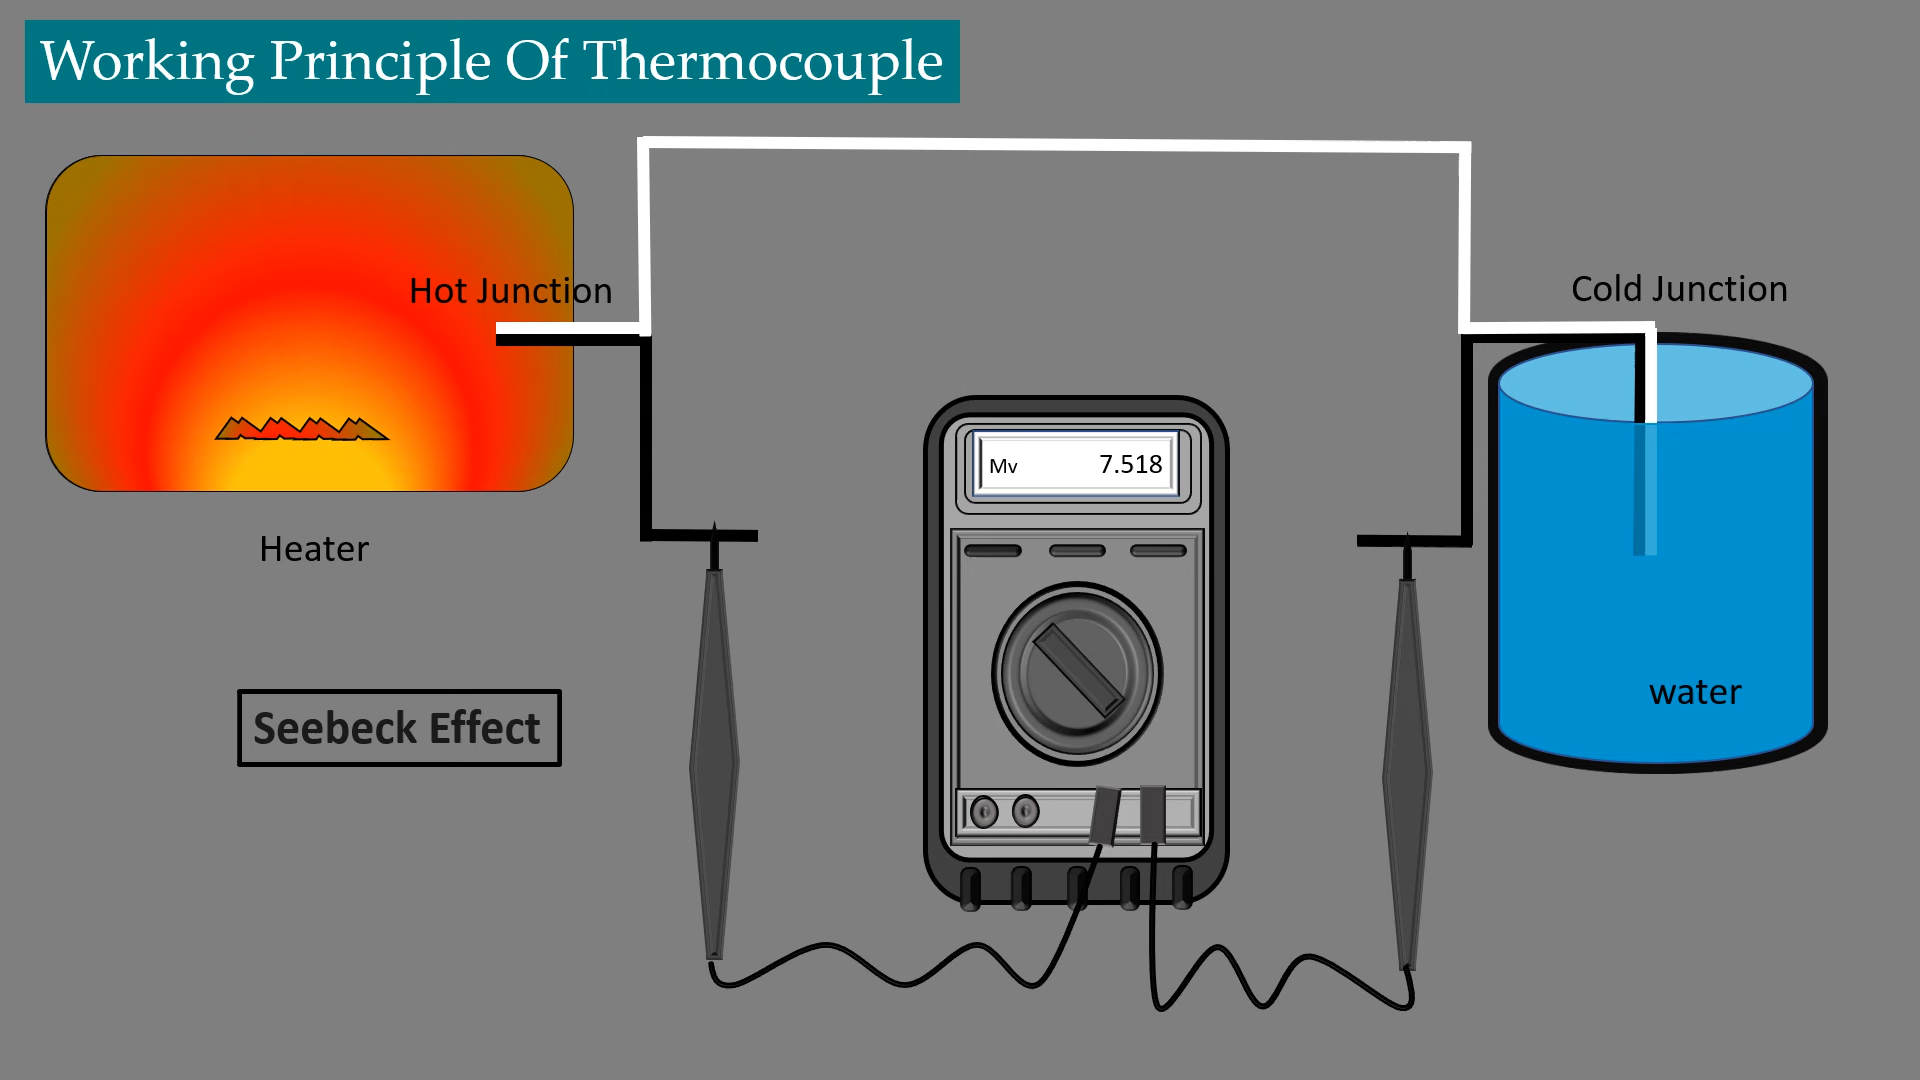 Working Principle Of Thermocouple
Hot Junction
Cold Junction
Mv 7.518
Heater
water
Seebeck Effect